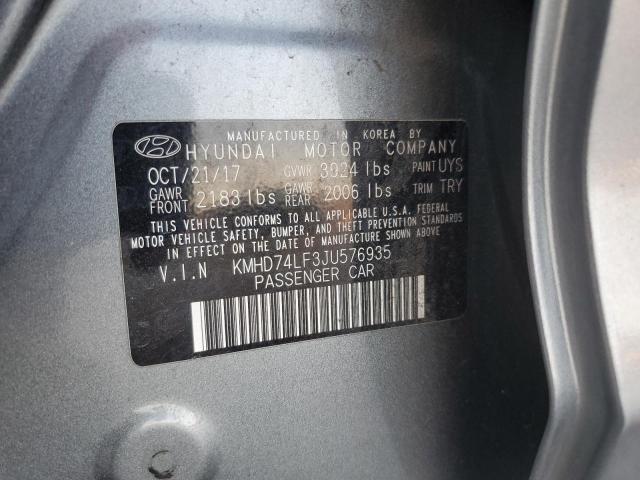 MANUFACTURED IN KOREA BY
HYUNDAI MOTOR COMPANY
OCT/21/17 GVWR 3924 lbs PAINT UYS
GAWR FRONT 2183 lbs GAWR REAR 2006 lbs TRIM TRY
THIS VEHICLE CONFORMS TO ALL APPLICABLE U.S.A. FEDERAL
MOTOR VEHICLE SAFETY, BUMPER, AND THEFT PREVENTION STANDARDS
IN EFFECT ON THE DATE OF MANUFACTURE SHOWN ABOVE.
V.I.N KMHD74LF3JU576935
PASSENGER CAR